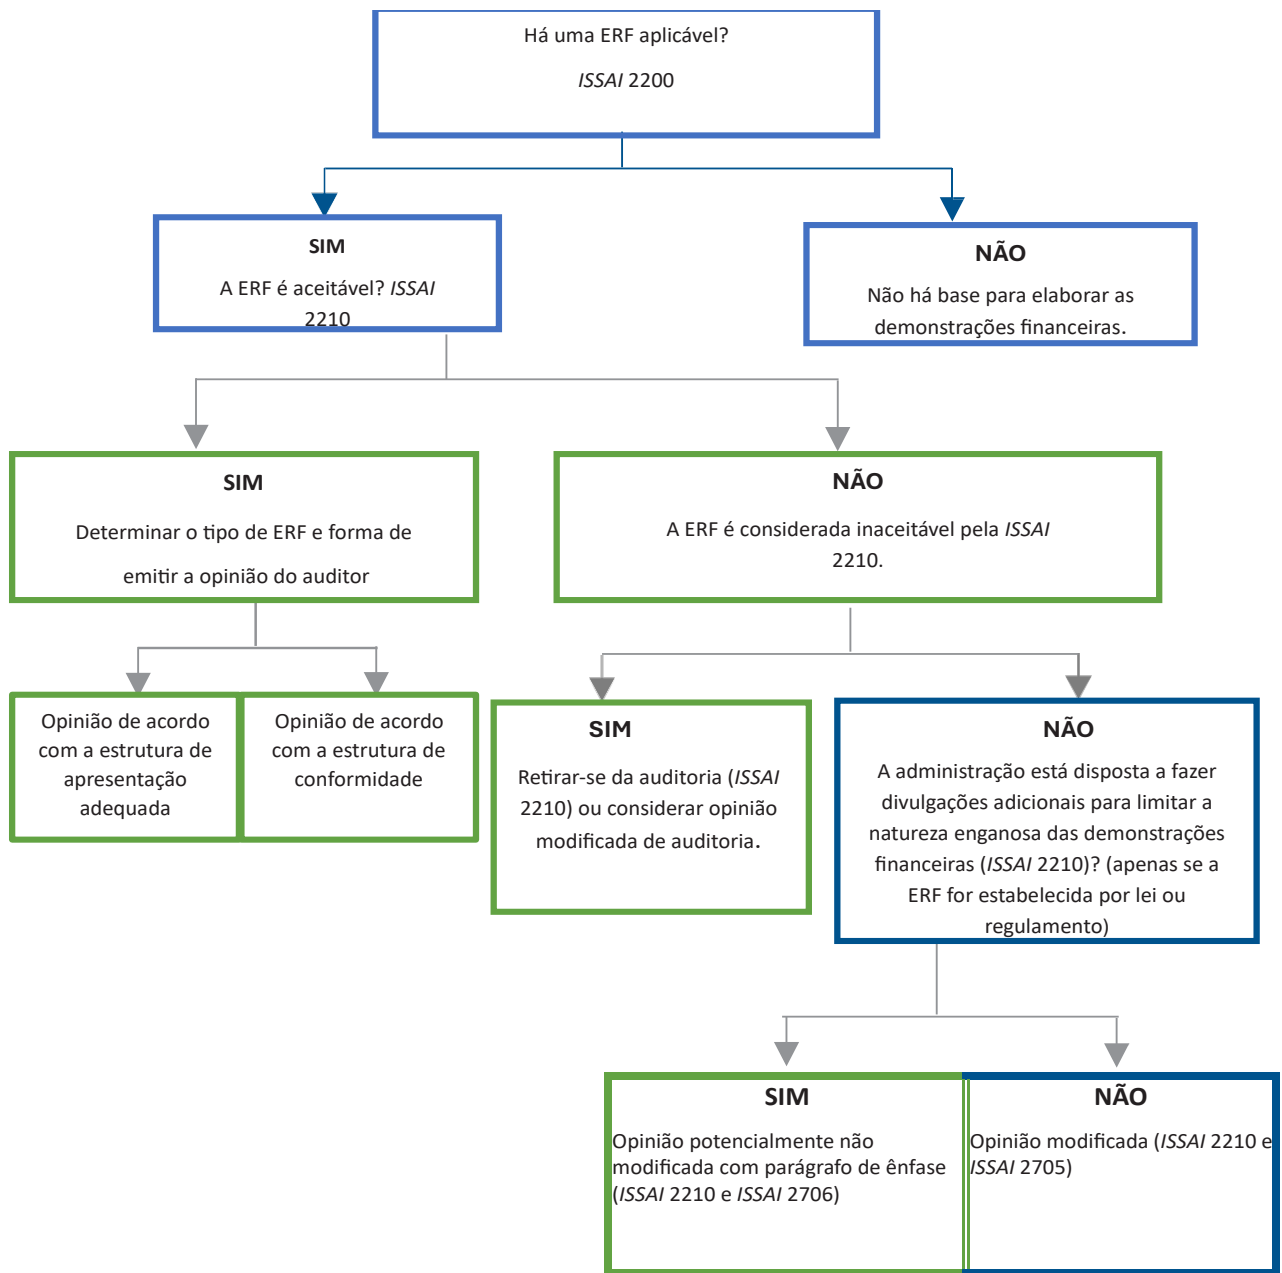 Há uma ERF aplicável?
ISSAI 2200
SIM
A ERF é aceitável? ISSAI
2210
NÃO
Não há base para elaborar as
demonstrações financeiras.
SIM
Determinar o tipo de ERF e forma de
emitir a opinião do auditor
NÃO
A ERF é considerada inaceitável pela ISSAI
2210.
Opinião de acordo
com a estrutura de
apresentação
adequada
Opinião de acordo
com a estrutura de
conformidade
SIM
Retirar-se da auditoria (ISSAI
2210) ou considerar opinião
modificada de auditoria.
NÃO
A administração está disposta a fazer
divulgações adicionais para limitar a
natureza enganosa das demonstrações
financeiras (ISSAI 2210)? (apenas se a
ERF for estabelecida por lei ou
regulamento)
SIM
Opinião potencialmente não
modificada com parágrafo de ênfase
(ISSAI 2210 e ISSAI 2706)
NÃO
Opinião modificada (ISSAI 2210 e
ISSAI 2705)